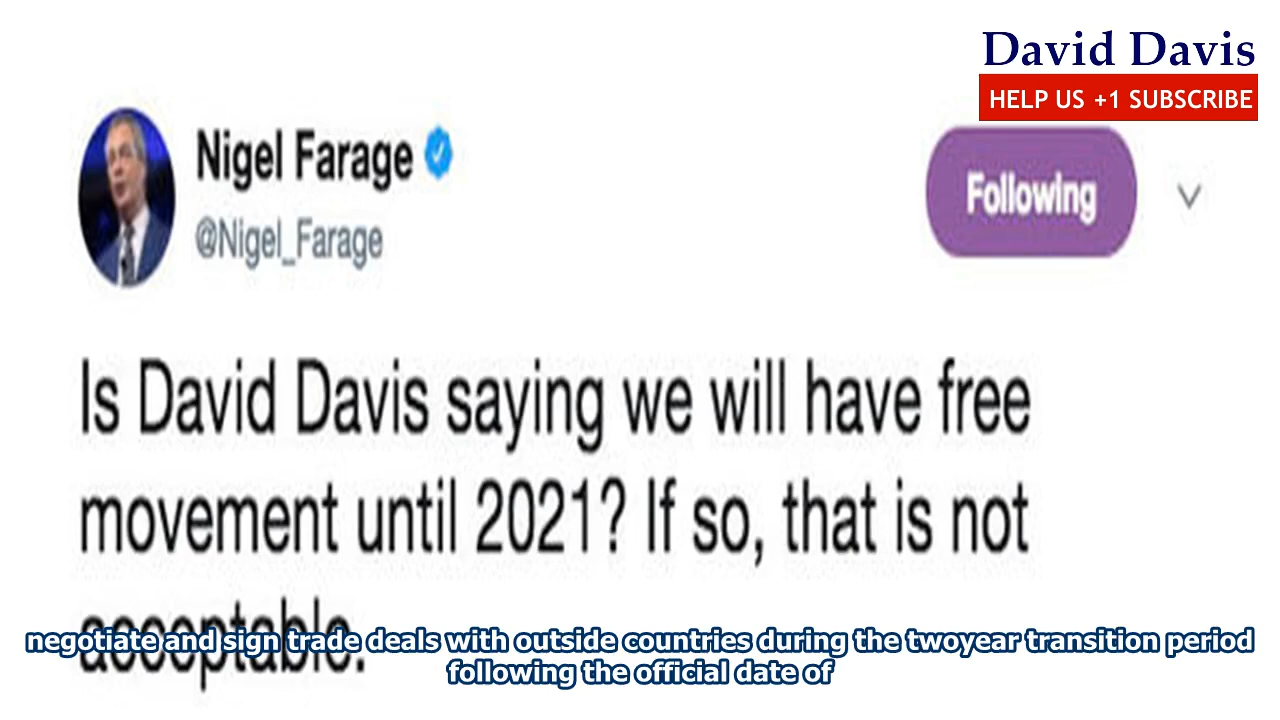 David Davis
HELP US +1 SUBSCRIBE
Nigel Farage
@Nigel_Farage
Following
Is David Davis saying we will have free
movement until 2021? If so, that is not
acceptable.
negotiate and sign trade deals with outside countries during the twoyear transition period
following the official date of